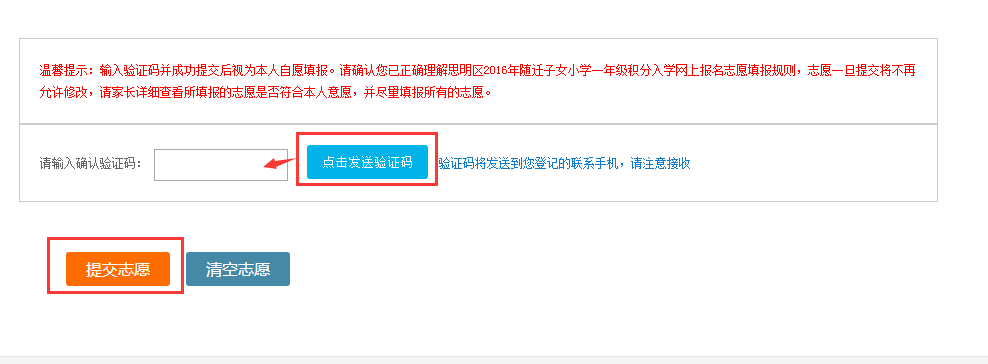 温馨提示：输入验证码并成功提交后视为本人自愿填报。请确认您已正确理解思明区2016年随迁子女小学一年级积分入学网上报名志愿填报规则，志愿一旦提交将不再
允许修改，请家长详细查看所填报的志愿是否符合本人意愿，并尽量填报所有的志愿。
请输入确认验证码： 点击发送验证码 验证码将发送到您登记的联系手机，请注意接收
提交志愿 清空志愿